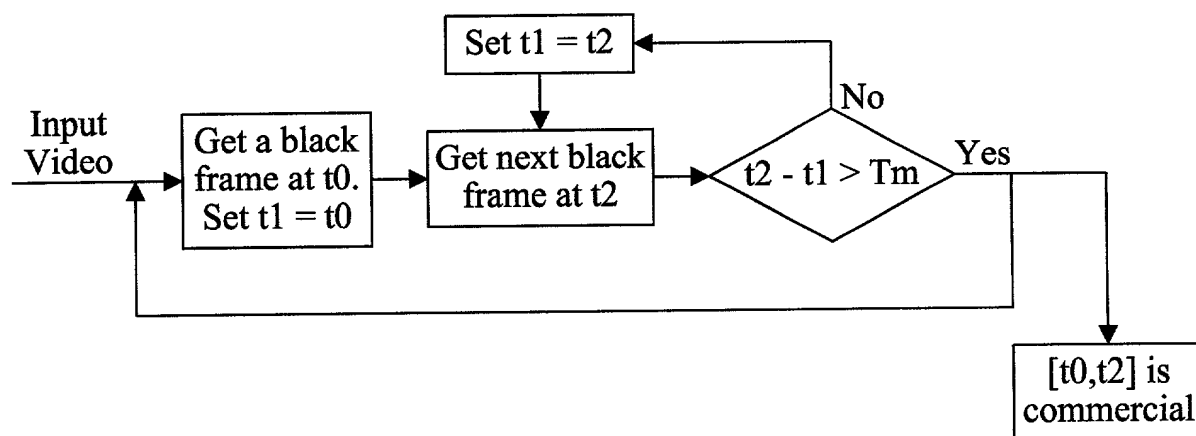 Set t1 = t2
No
Input
Video
Get a black
frame at t0.
Set t1 = t0
Get next black
frame at t2
t2 - t1 > Tm
Yes
[t0,t2] is
commercial